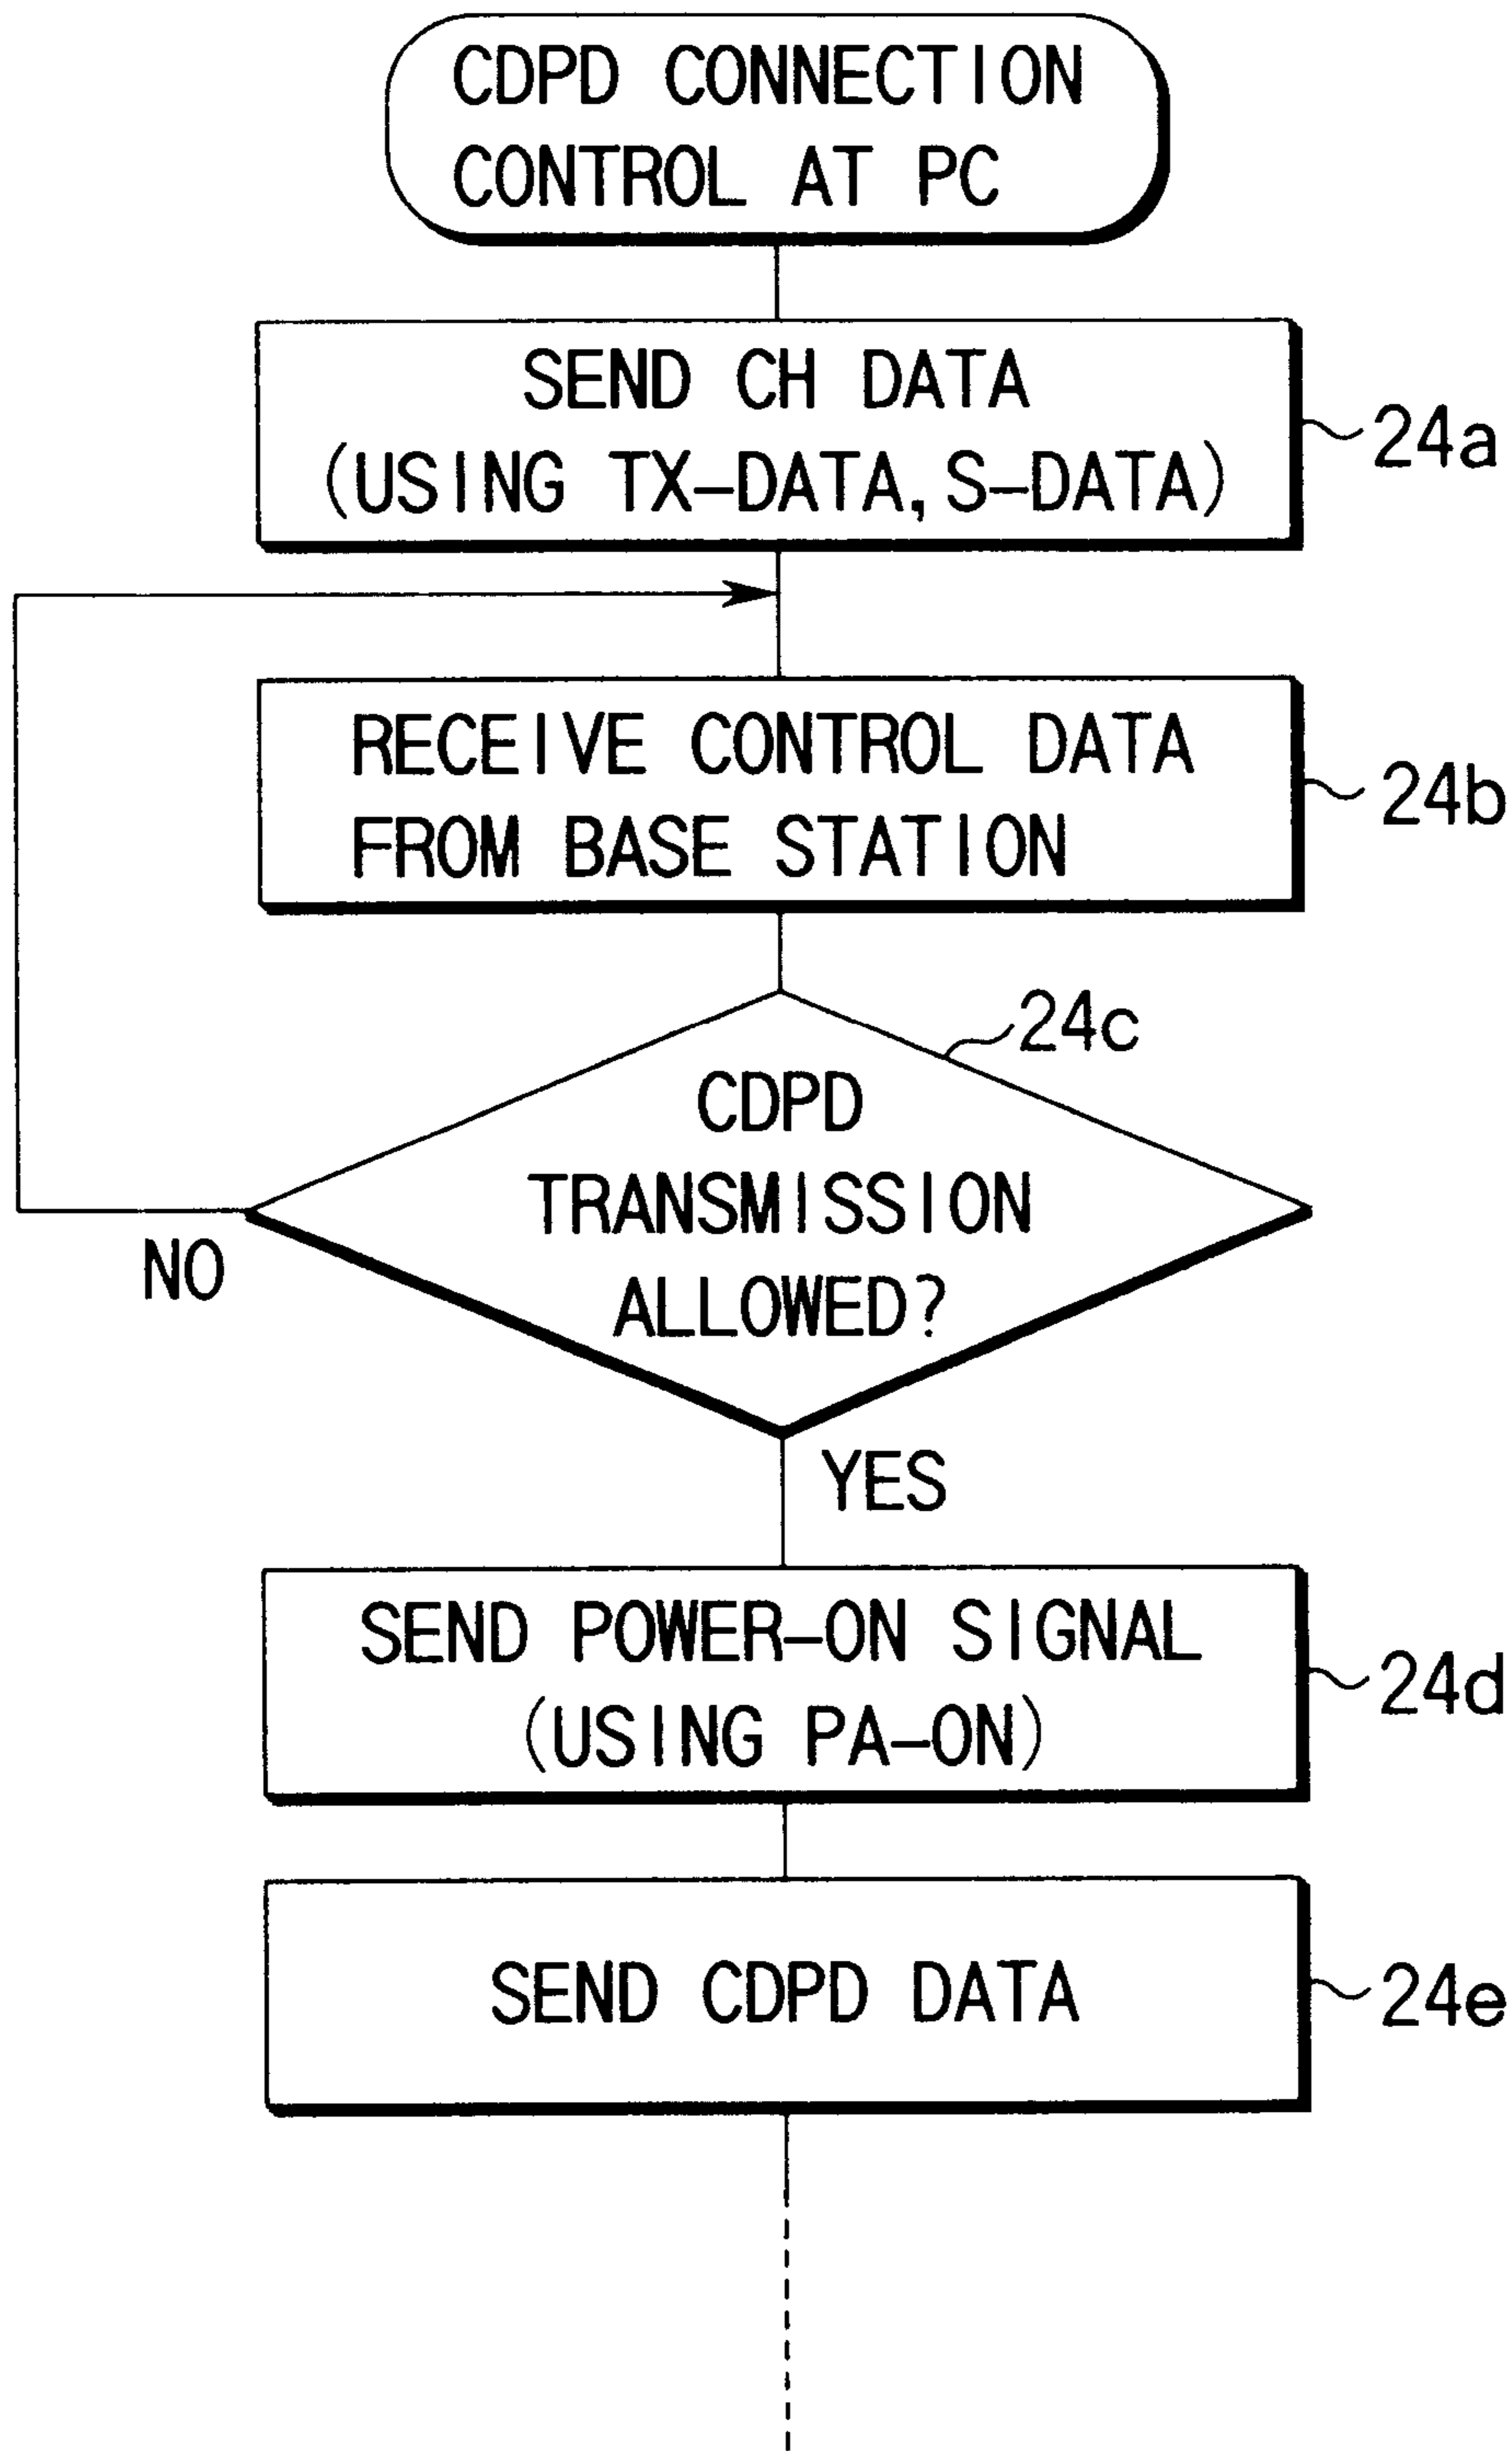 CDPD CONNECTION
CONTROL AT PC
SEND CH DATA
(USING TX-DATA, S-DATA)
24a
RECEIVE CONTROL DATA
FROM BASE STATION
24b
24c
CDPD
TRANSMISSION
ALLOWED?
NO
YES
SEND POWER-ON SIGNAL
(USING PA-ON)
24d
SEND CDPD DATA
24e